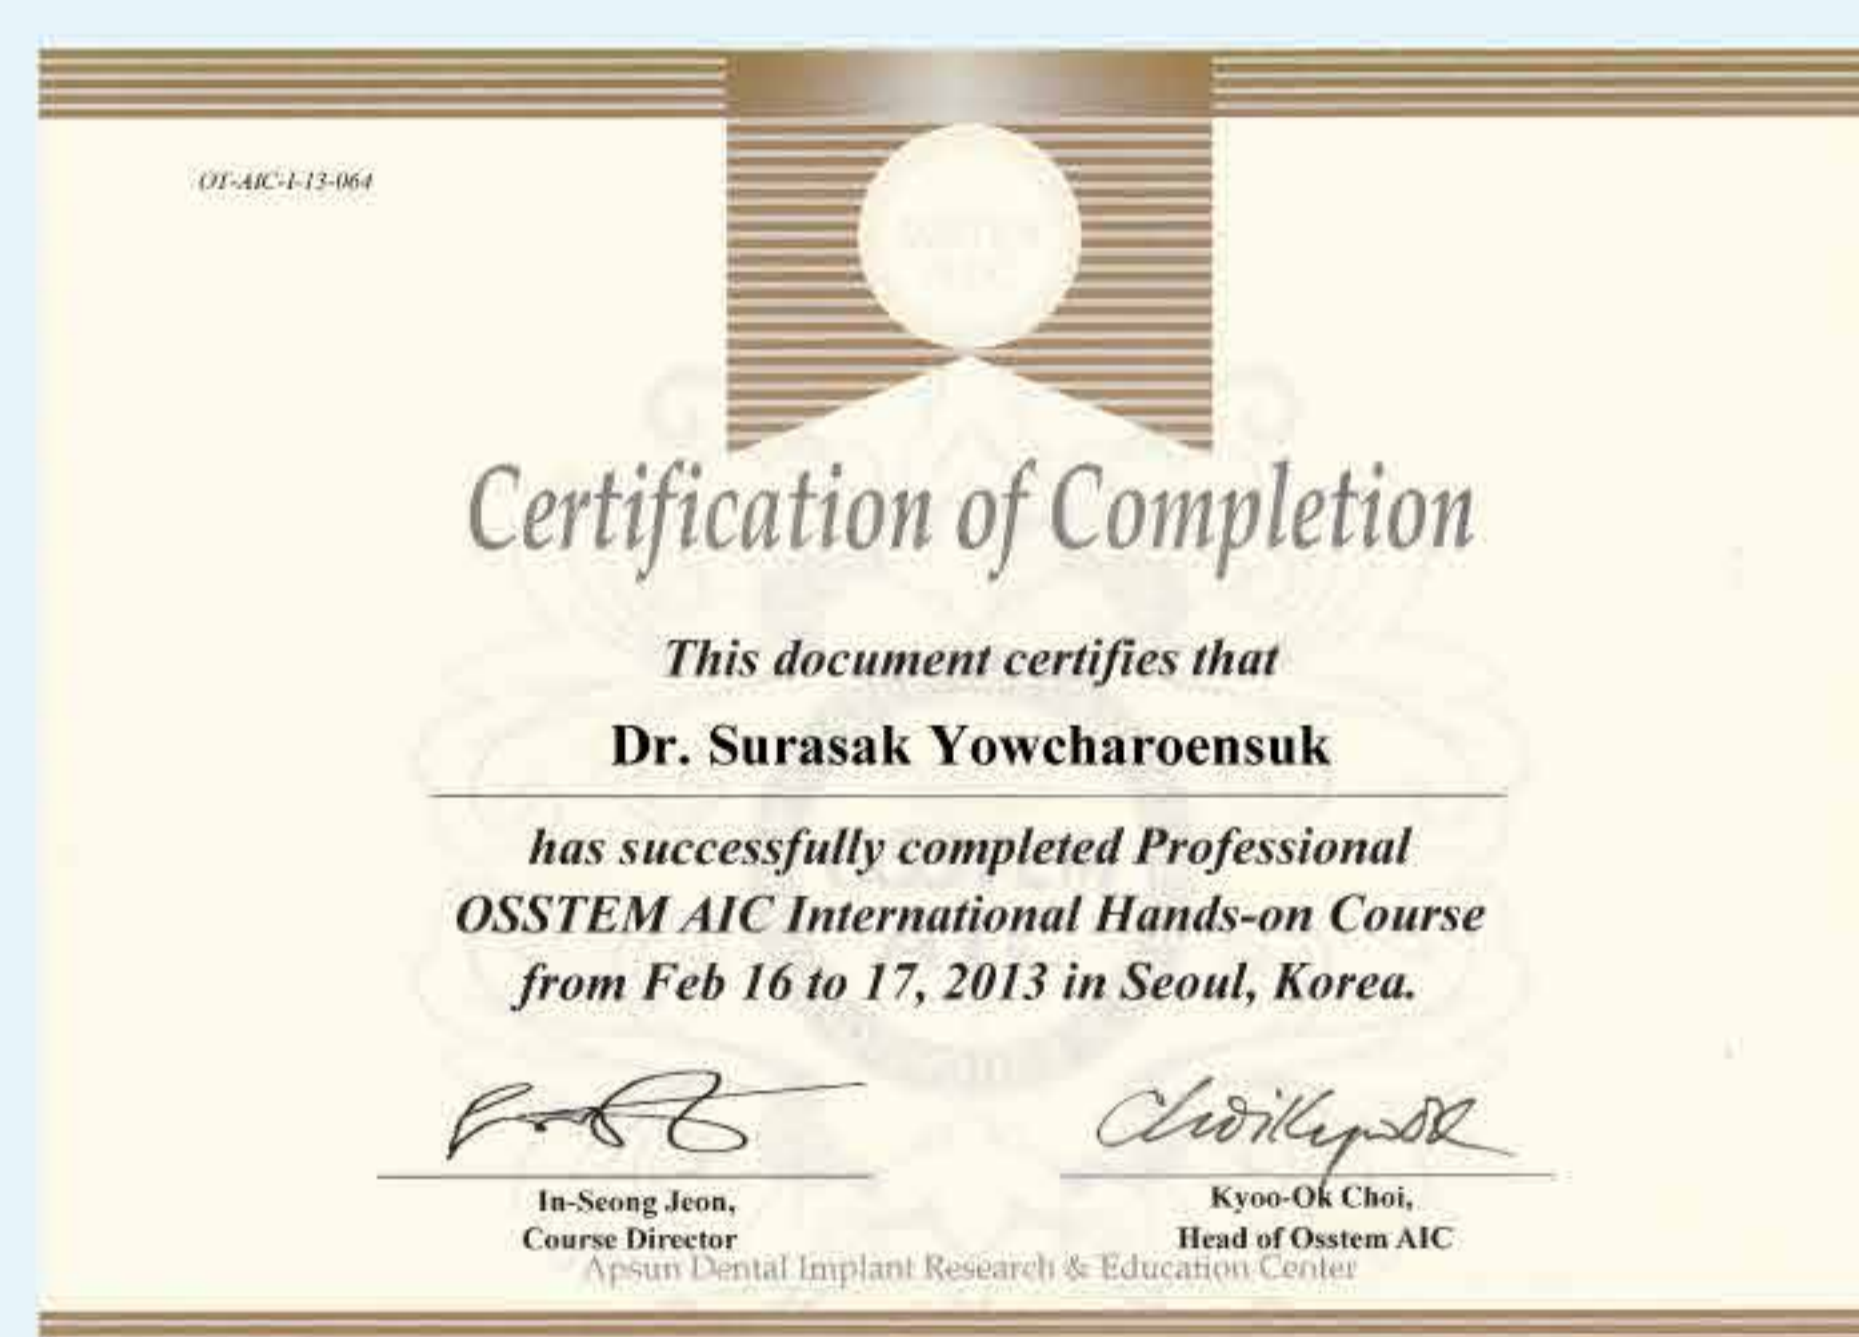 OT-AIC-I-13-064
Certification of Completion
This document certifies that
Dr. Surasak Yowcharoensuk
has successfully completed Professional
OSSTEM AIC International Hands-on Course
from Feb 16 to 17, 2013 in Seoul, Korea.
In-Seong Jeon,
Course Director
Kyoo-Ok Choi,
Head of Osstem AIC
Apsun Dental Implant Research & Education Center